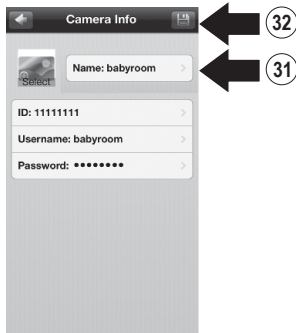 Camera Info
32
Select
Name: babyroom
31
ID: 11111111
Username: babyroom
Password: ••••••••